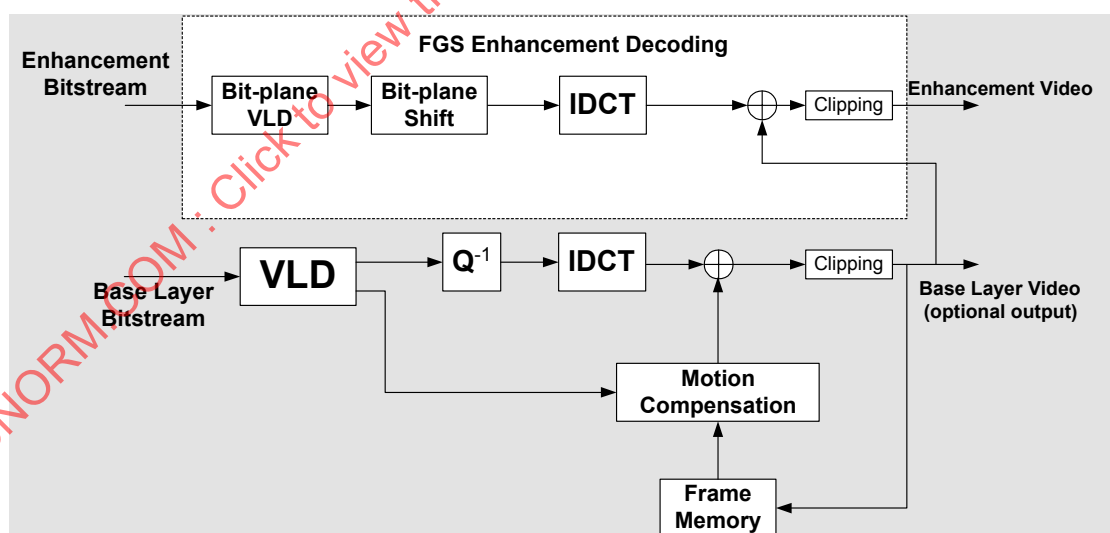 FGS Enhancement Decoding
Enhancement
Bitstream
Bit-plane
VLD
Bit-plane
Shift
IDCT
Clipping
Enhancement Video
Base Layer
Bitstream
VLD
Q-1
IDCT
Clipping
Base Layer Video
(optional output)
Motion
Compensation
Frame
Memory
NORM.COM : Click to view